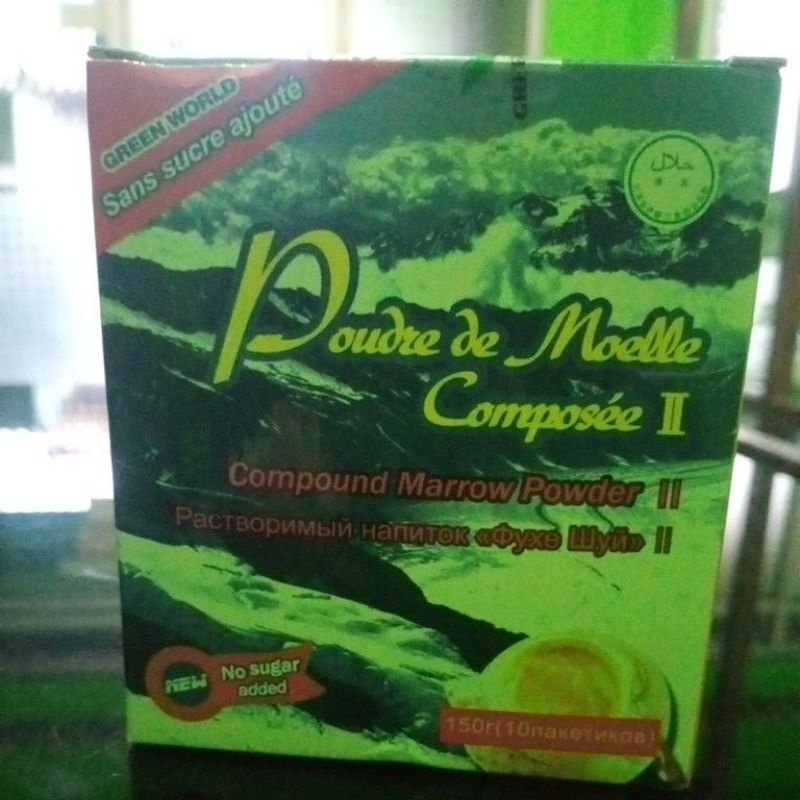 GREEN WORLD
Sans sucre ajouté
حلال
Poudre de Moelle
Composée II
Compound Marrow Powder II
Растворимый напиток «Фухе Шуй» II
NEW
No sugar
added
150г(10пакетиков)